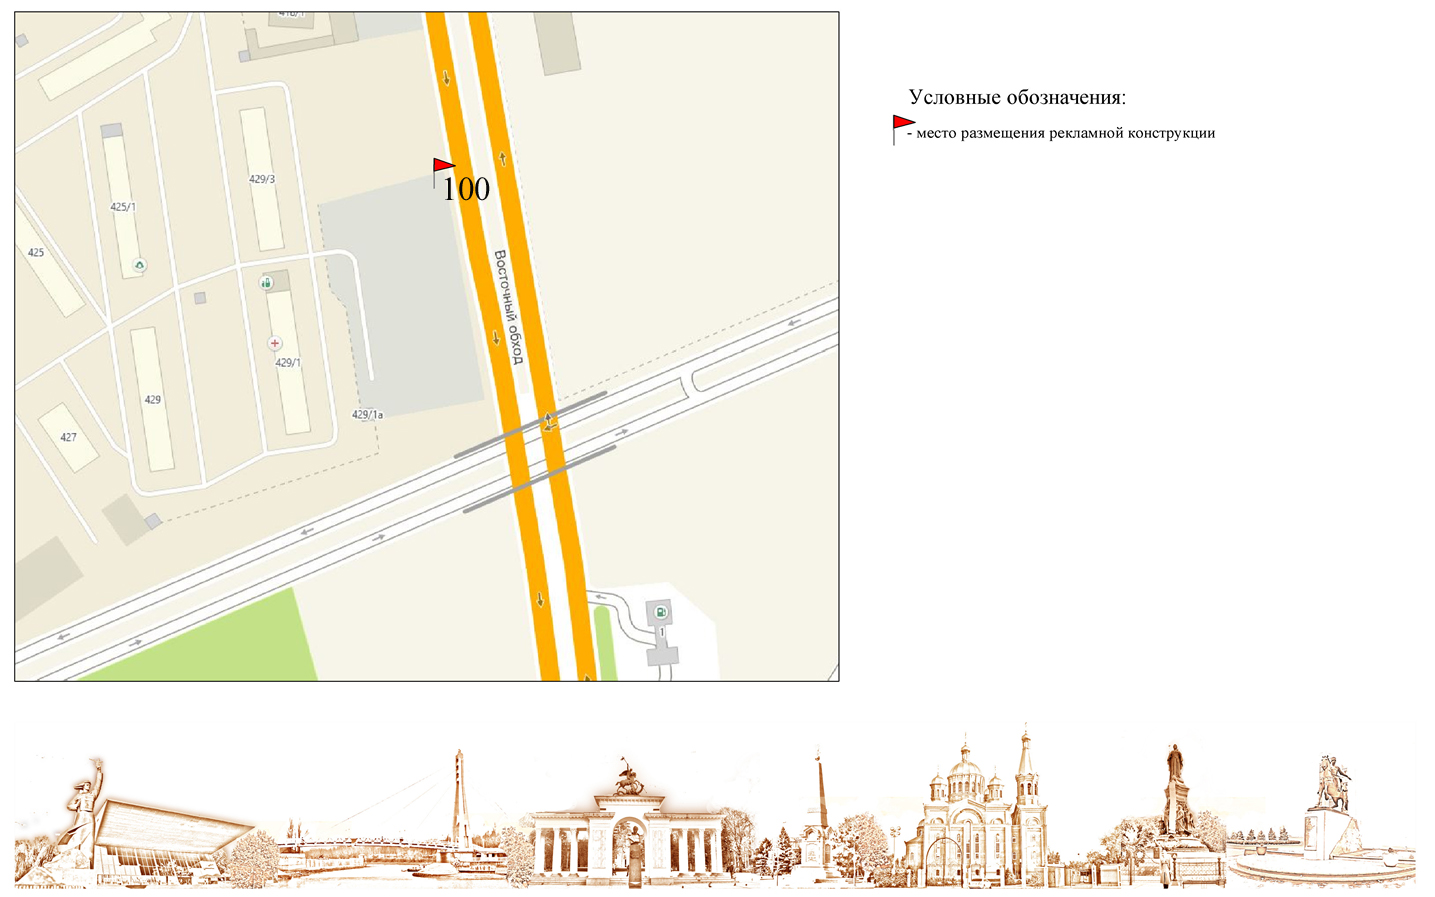 Условные обозначения:
- место размещения рекламной конструкции
429/3
100
425/1
425
Восточный обход
429/1
429
429/1а
427
1